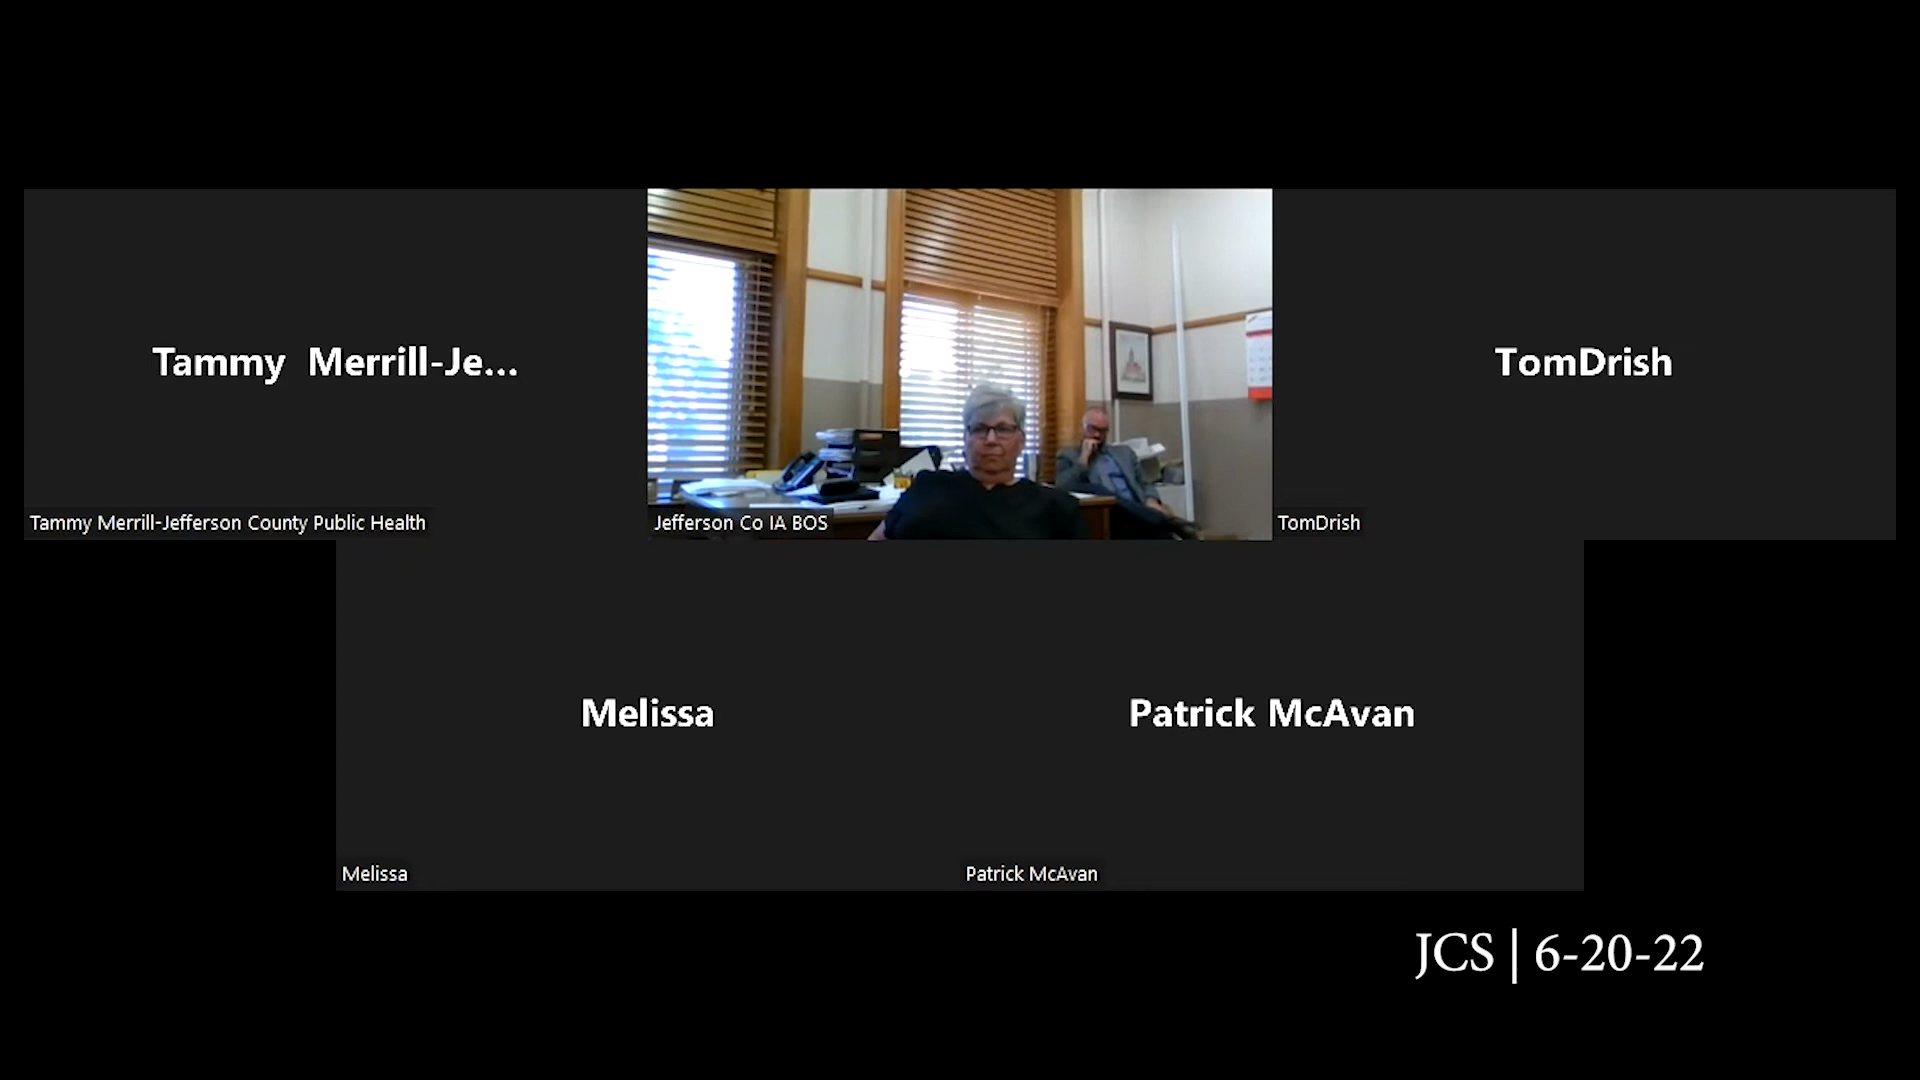 Tammy Merrill-Je...
Tammy Merrill-Jefferson County Public Health
Jefferson Co IA BOS
TomDrish
TomDrish
Melissa
Patrick McAvan
Melissa
Patrick McAvan
JCS | 6-20-22